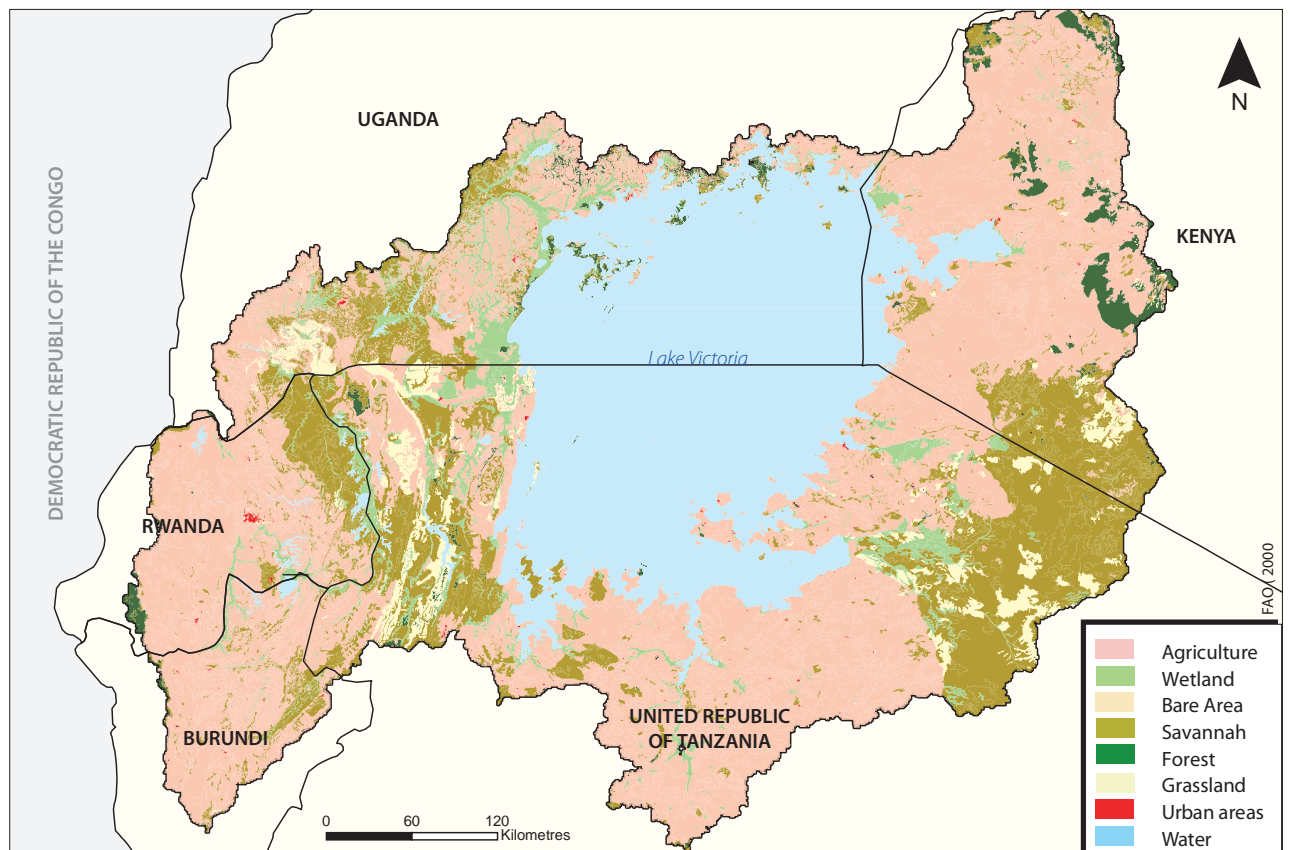 UGANDA
N
DEMOCRATIC REPUBLIC OF THE CONGO
KENYA
Lake Victoria
RWANDA
FAO, 2000
UNITED REPUBLIC
OF TANZANIA
BURUNDI
0 60 120
Kilometres
Agriculture
Wetland
Bare Area
Savannah
Forest
Grassland
Urban areas
Water